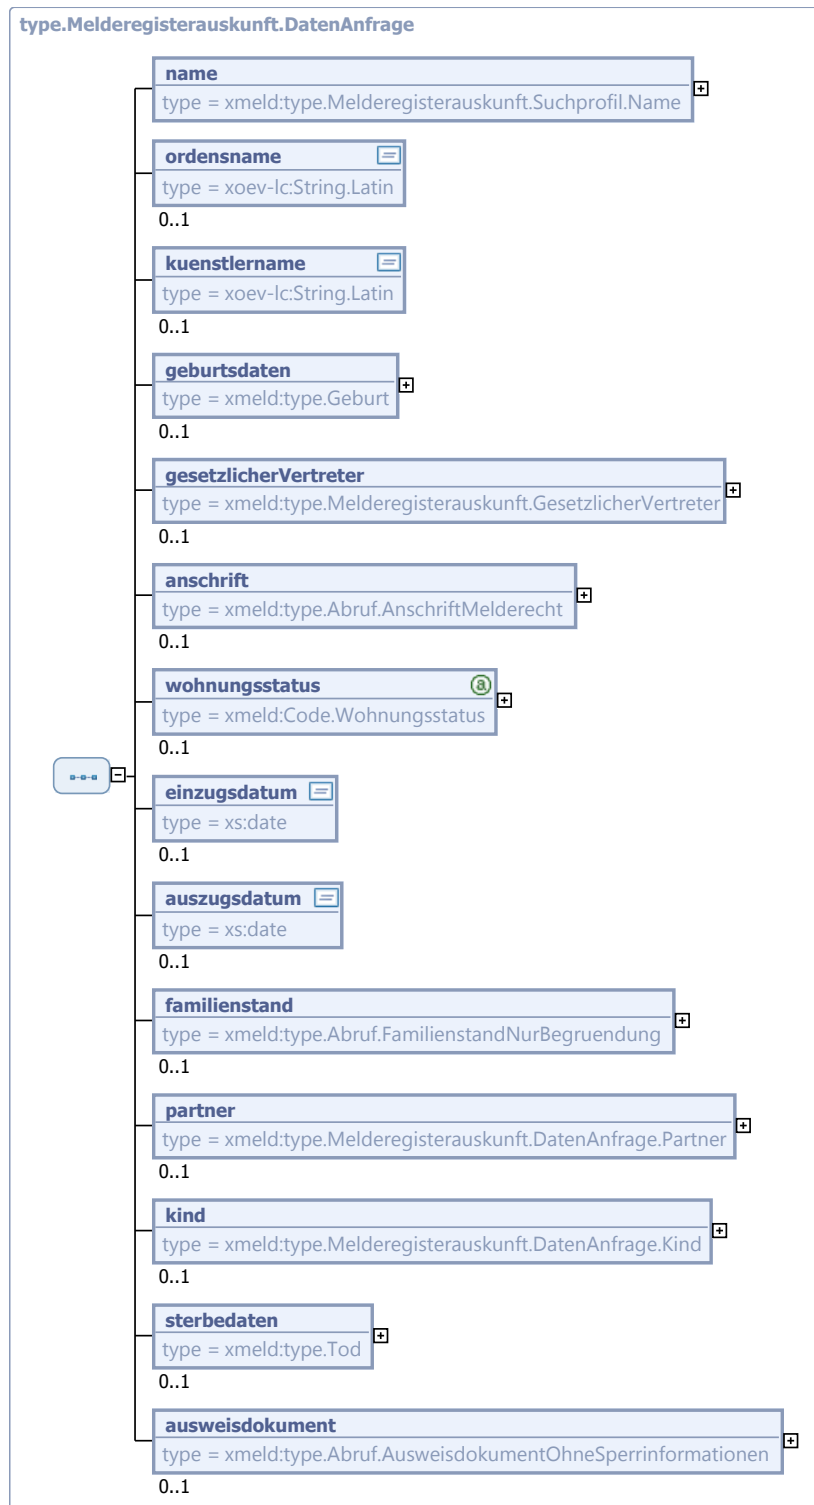 type.Melderegisterauskunft.DatenAnfrage
name
type = xmeld:type.Melderegisterauskunft.Suchprofil.Name
ordensname
type = xoev-lc:String.Latin
0..1
kuenstlername
type = xoev-lc:String.Latin
0..1
geburtsdaten
type = xmeld:type.Geburt
0..1
gesetzlicherVertreter
type = xmeld:type.Melderegisterauskunft.GesetzlicherVertreter
0..1
anschrift
type = xmeld:type.Abruf.AnschriftMelderecht
0..1
wohnungsstatus
type = xmeld:Code.Wohnungsstatus
0..1
einzugsdatum
type = xs:date
0..1
auszugsdatum
type = xs:date
0..1
familienstand
type = xmeld:type.Abruf.FamilienstandNurBegruendung
0..1
partner
type = xmeld:type.Melderegisterauskunft.DatenAnfrage.Partner
0..1
kind
type = xmeld:type.Melderegisterauskunft.DatenAnfrage.Kind
0..1
sterbedaten
type = xmeld:type.Tod
0..1
ausweisdokument
type = xmeld:type.Abruf.AusweisdokumentOhneSperrinformationen
0..1